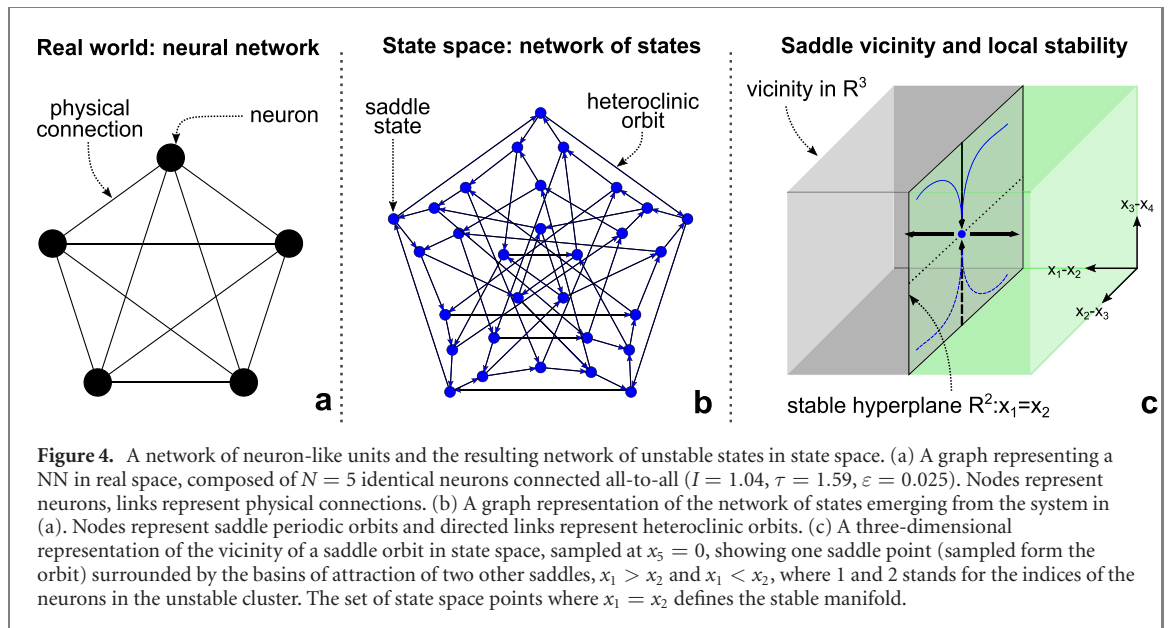 Real world: neural network
physical
connection
neuron
a
State space: network of states
saddle
state
heteroclinic
orbit
b
Saddle vicinity and local stability
vicinity in R³
x₃-x₄
x₁-x₂
x₂-x₃
stable hyperplane R²:x₁=x₂
c
Figure 4. A network of neuron-like units and the resulting network of unstable states in state space. (a) A graph representing a
NN in real space, composed of N = 5 identical neurons connected all-to-all (I = 1.04, τ = 1.59, ε = 0.025). Nodes represent
neurons, links represent physical connections. (b) A graph representation of the network of states emerging from the system in
(a). Nodes represent saddle periodic orbits and directed links represent heteroclinic orbits. (c) A three-dimensional
representation of the vicinity of a saddle orbit in state space, sampled at x₅ = 0, showing one saddle point (sampled form the
orbit) surrounded by the basins of attraction of two other saddles, x₁ > x₂ and x₁ < x₂, where 1 and 2 stands for the indices of the
neurons in the unstable cluster. The set of state space points where x₁ = x₂ defines the stable manifold.